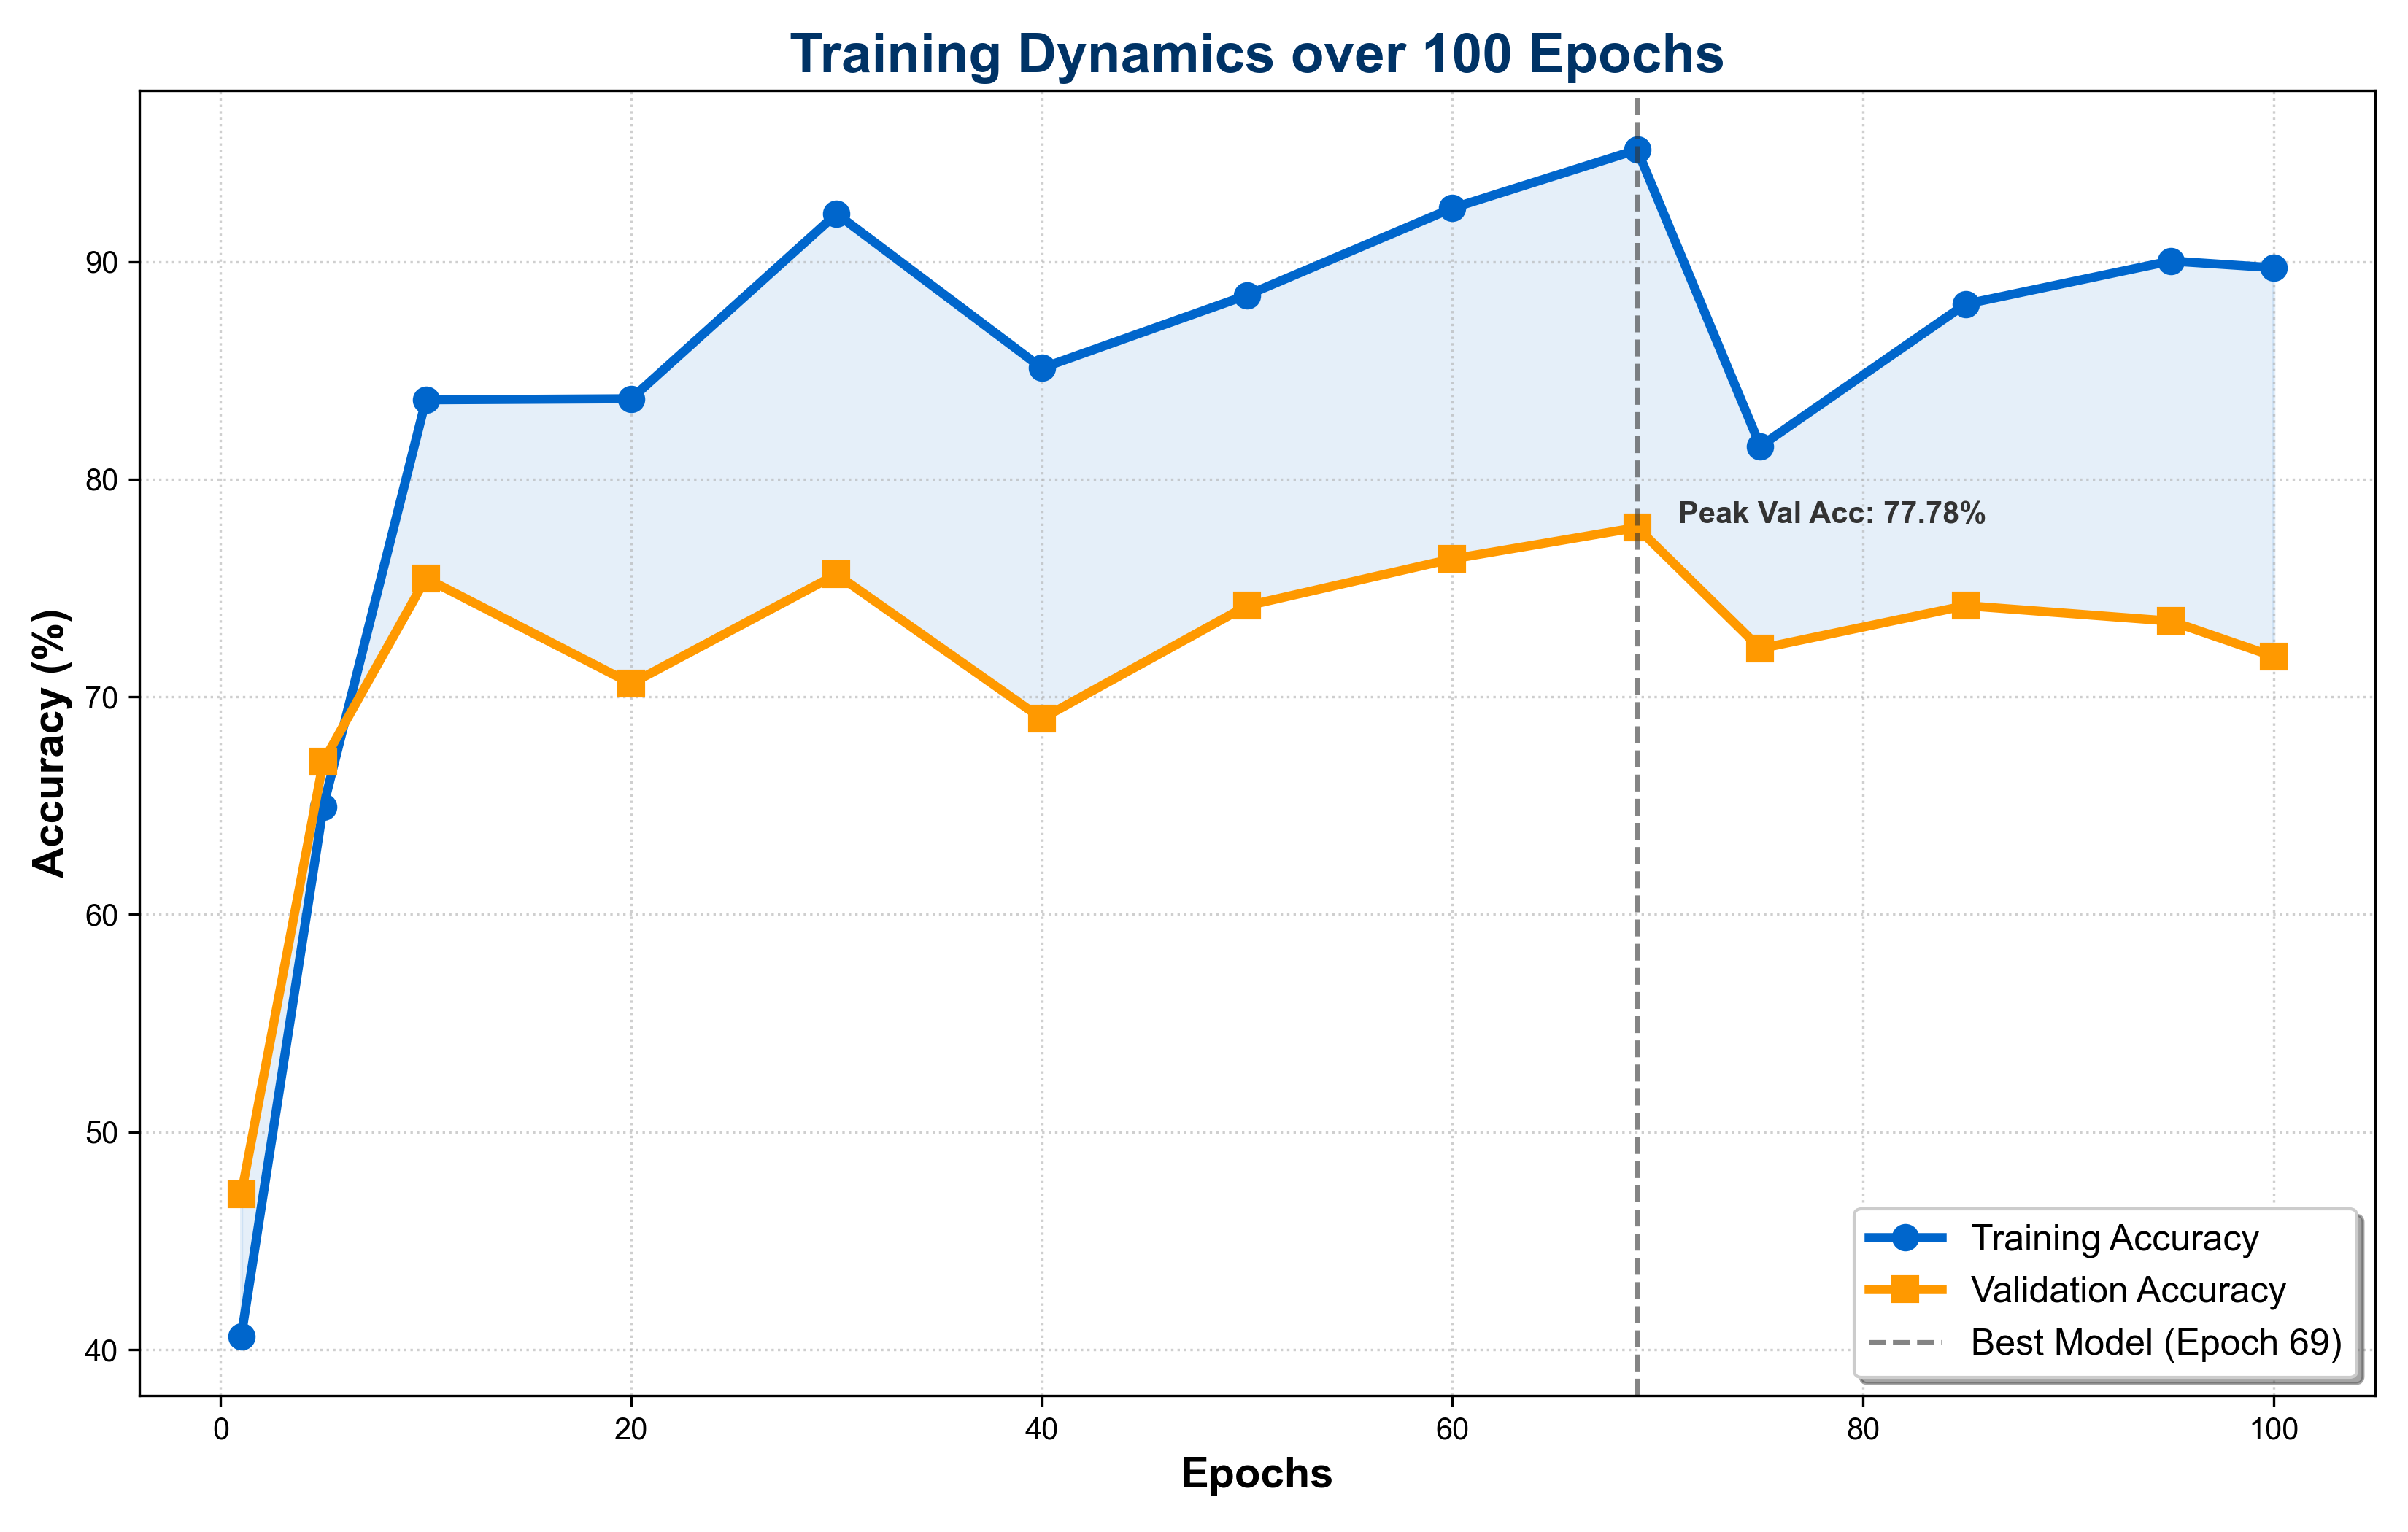 Training Dynamics over 100 Epochs
Accuracy (%)
90
80
70
60
50
40
Peak Val Acc: 77.78%
Training Accuracy
Validation Accuracy
Best Model (Epoch 69)
0 20 40 60 80 100
Epochs